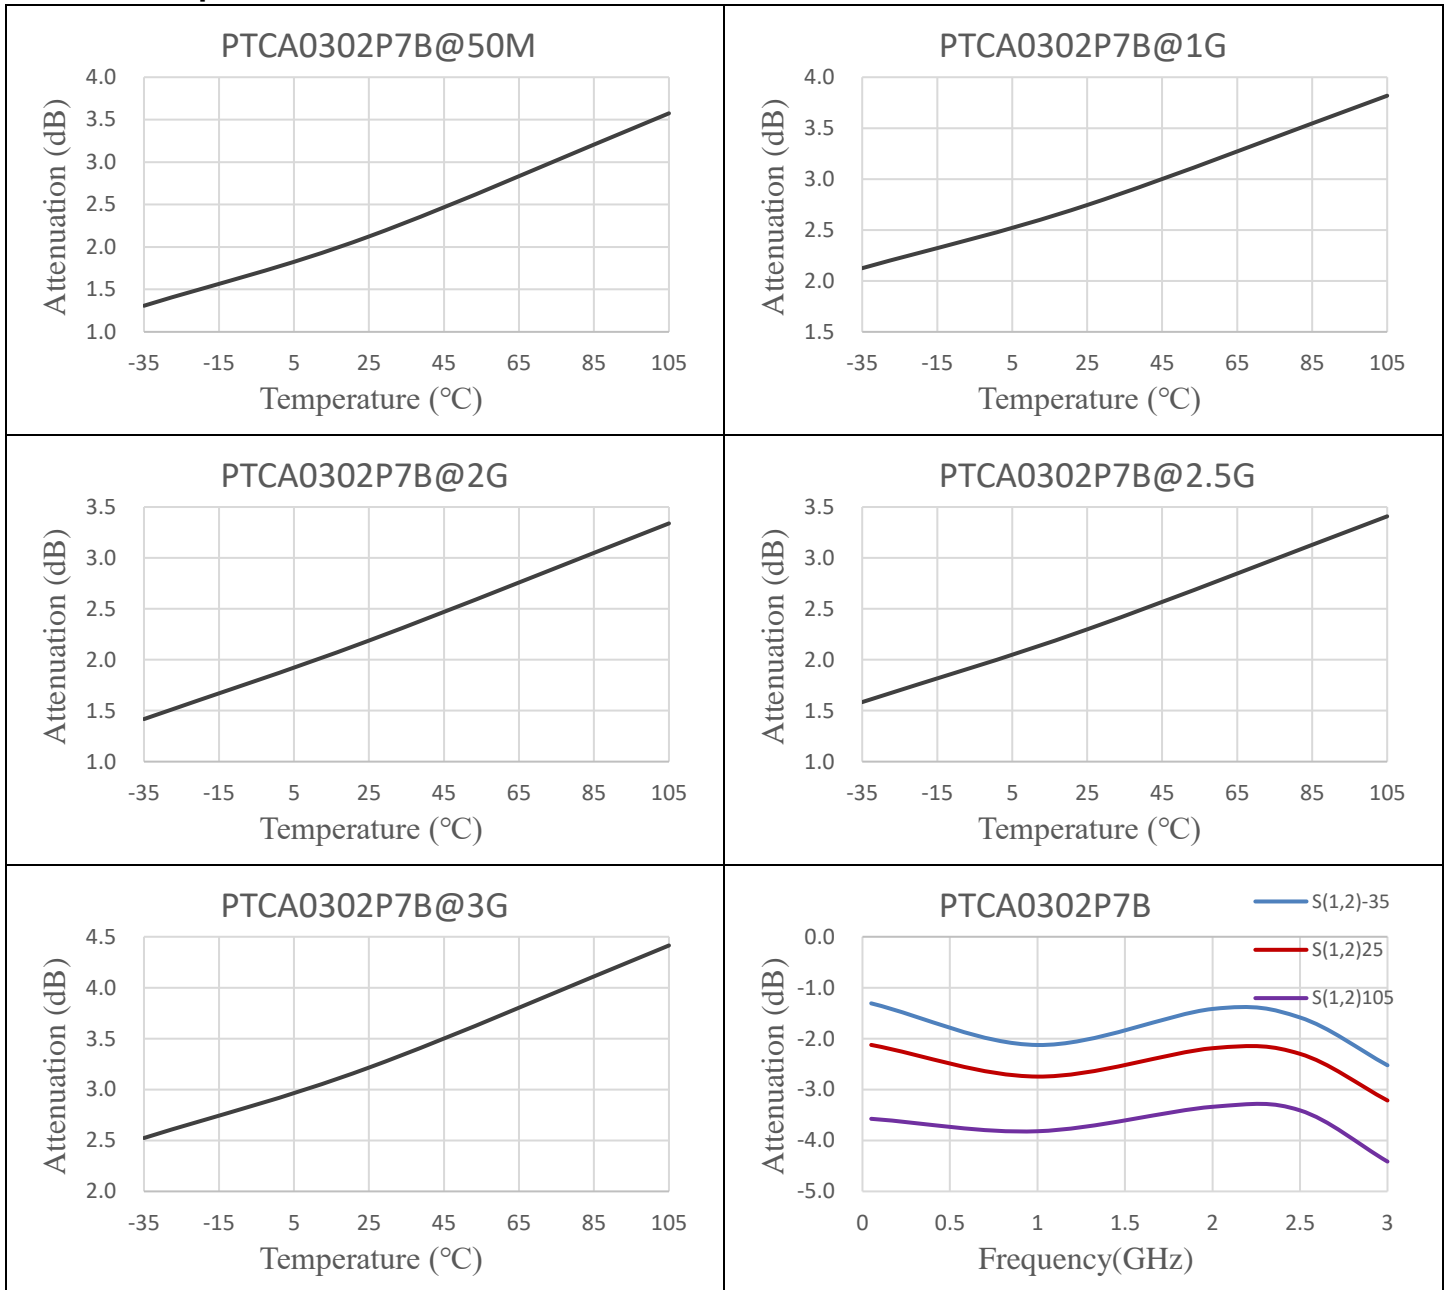 PTCA0302P7B@50M
Attenuation (dB)
4.0
3.5
3.0
2.5
2.0
1.5
1.0
-35 -15 5 25 45 65 85 105
Temperature (℃)
PTCA0302P7B@1G
Attenuation (dB)
4.0
3.5
3.0
2.5
2.0
1.5
-35 -15 5 25 45 65 85 105
Temperature (℃)
PTCA0302P7B@2G
Attenuation (dB)
3.5
3.0
2.5
2.0
1.5
1.0
-35 -15 5 25 45 65 85 105
Temperature (℃)
PTCA0302P7B@2.5G
Attenuation (dB)
3.5
3.0
2.5
2.0
1.5
1.0
-35 -15 5 25 45 65 85 105
Temperature (℃)
PTCA0302P7B@3G
Attenuation (dB)
4.5
4.0
3.5
3.0
2.5
2.0
-35 -15 5 25 45 65 85 105
Temperature (℃)
PTCA0302P7B
S(1,2)-35
S(1,2)25
S(1,2)105
Attenuation (dB)
0.0
-1.0
-2.0
-3.0
-4.0
-5.0
0 0.5 1 1.5 2 2.5 3
Frequency(GHz)